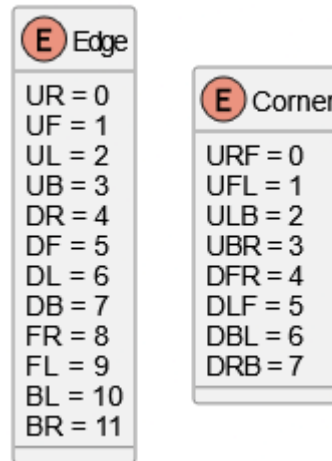 E Edge
UR = 0
UF = 1
UL = 2
UB = 3
DR = 4
DF = 5
DL = 6
DB = 7
FR = 8
FL = 9
BL = 10
BR = 11
E Corner
URF = 0
UFL = 1
ULB = 2
UBR = 3
DFR = 4
DLF = 5
DBL = 6
DRB = 7